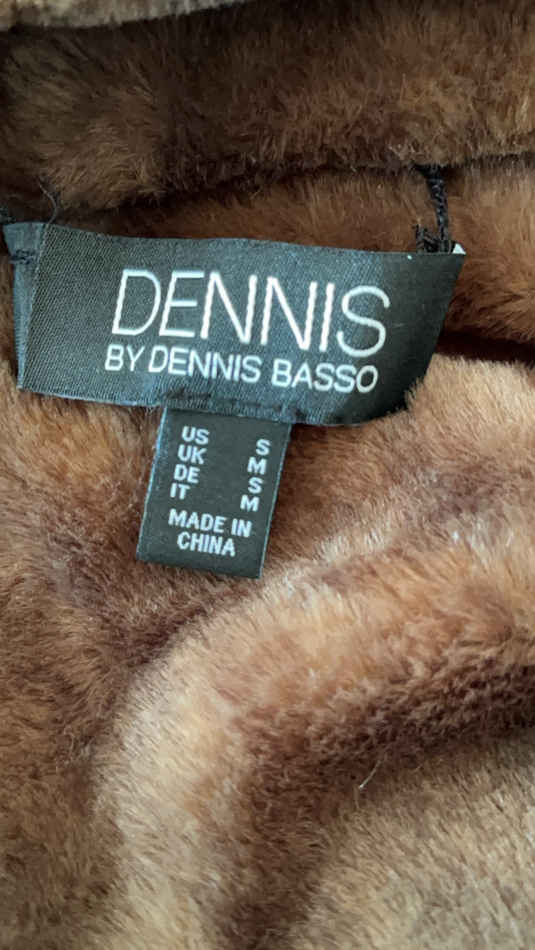 DENNIS
BY DENNIS BASSO
US S
UK M
DE S
IT M
MADE IN
CHINA